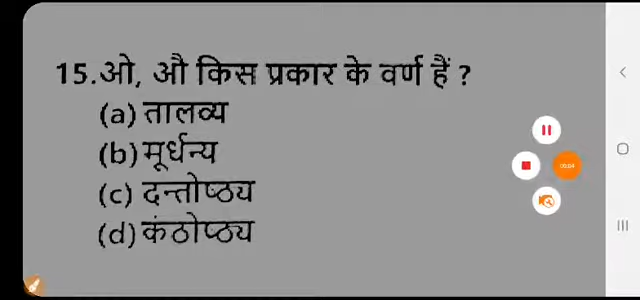 15.ओ, औ किस प्रकार के वर्ण हैं ?
(a) तालव्य
(b) मूर्धन्य
(c) दन्तोष्ठ्य
(d) कंठोष्ठ्य